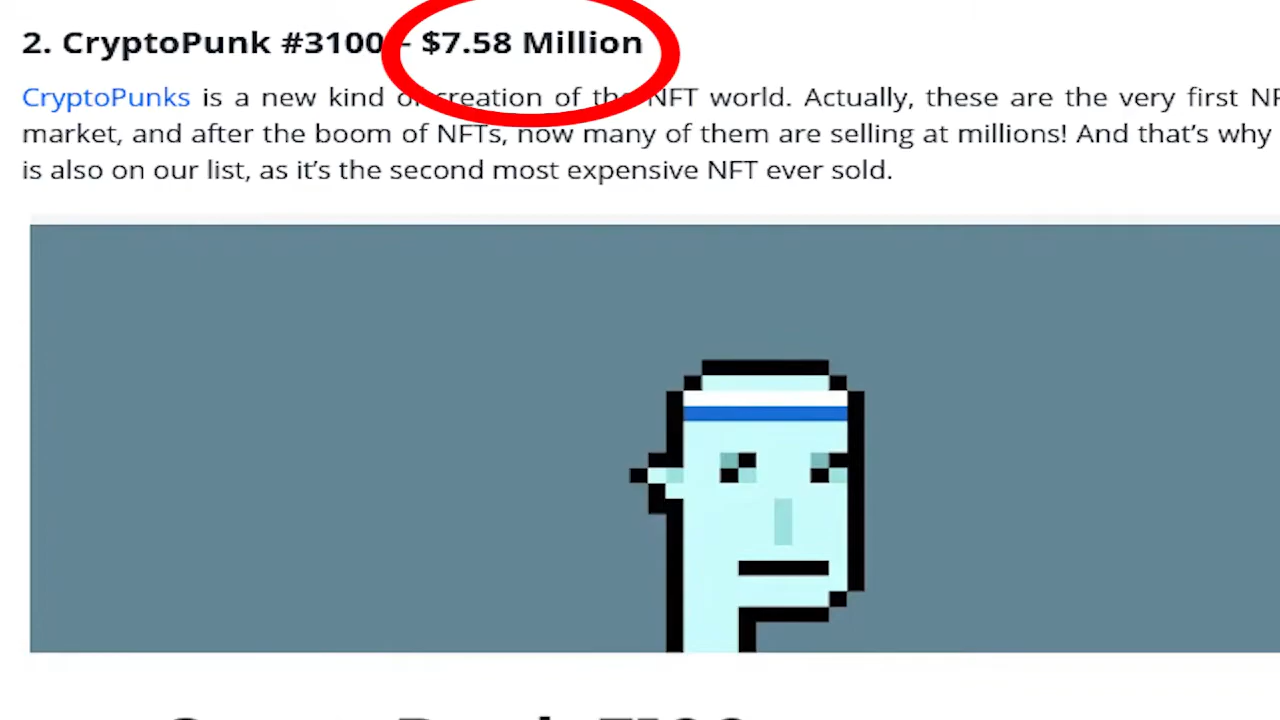 2. CryptoPunk #3100 – $7.58 Million
CryptoPunks is a new kind of creation of the NFT world. Actually, these are the very first
market, and after the boom of NFTs, now many of them are selling at millions! And that’s why
is also on our list, as it’s the second most expensive NFT ever sold.